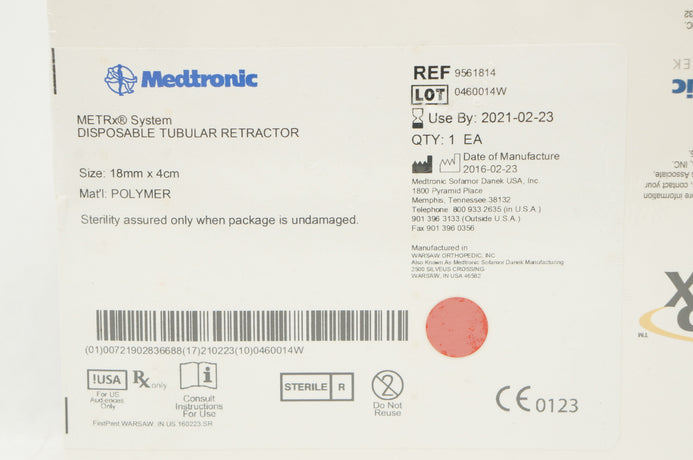 Medtronic
METRx® System
DISPOSABLE TUBULAR RETRACTOR
Size: 18mm x 4cm
Mat'l: POLYMER
Sterility assured only when package is undamaged.
REF 9561814
LOT 0460014W
Use By: 2021-02-23
QTY: 1 EA
Date of Manufacture
2016-02-23
Medtronic Sofamor Danek USA, Inc.
1800 Pyramid Place
Memphis, Tennessee 38132
Telephone 800 933 2635 (in U.S.A.)
901 396 3133 (Outside U.S.A.)
Fax 901 396 0356
Manufactured in
WARSAW ORTHOPEDIC, INC
Also Known As Medtronic Sofamor Danek Manufacturing
2500 SILVEUS CROSSING
WARSAW, IN USA 46582
(01)00721902836688(17)210223(10)0460014W
!USA
For US
Audiences
Only
Rx only
i
Consult
Instructions
For Use
STERILE R
2
Do Not
Reuse
CE 0123
FirstPent WARSAW, IN US 160223 SR
Rx
TM